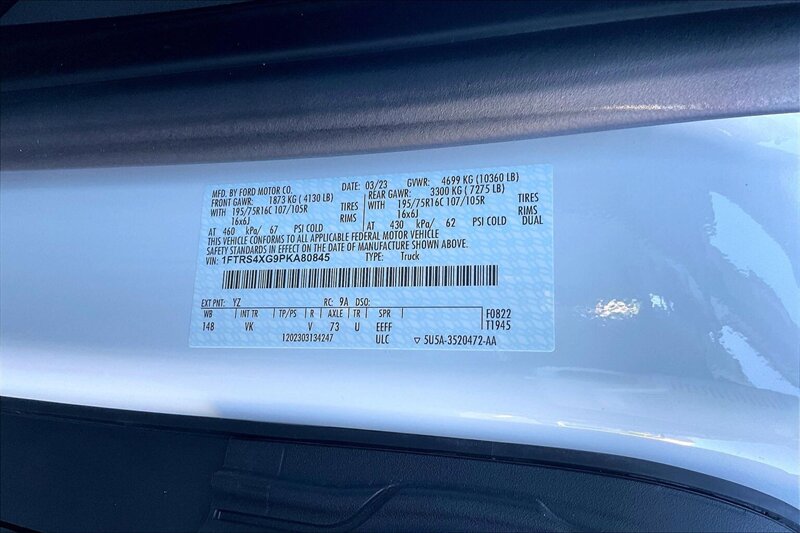 MFD. BY FORD MOTOR CO. DATE: 03/23 GVWR: 4699 KG (10360 LB)
FRONT GAWR: 1873 KG ( 4130 LB) REAR GAWR: 3300 KG ( 7275 LB)
WITH 195/75R16C 107/105R TIRES WITH 195/75R16C 107/105R TIRES
16x6J RIMS 16x6J RIMS
AT 460 kPa/ 67 PSI COLD AT 430 kPa/ 62 PSI COLD DUAL
THIS VEHICLE CONFORMS TO ALL APPLICABLE FEDERAL MOTOR VEHICLE
SAFETY STANDARDS IN EFFECT ON THE DATE OF MANUFACTURE SHOWN ABOVE.
VIN: 1FTRS4XG9PKA80845 TYPE: Truck
EXT PNT: YZ RC: 9A DSO:
WB INT TR TP/PS R AXLE TR SPR F0822
148 VK V 73 U EEFF T1945
1202303134247 ULC ▽ 5U5A-3520472-AA